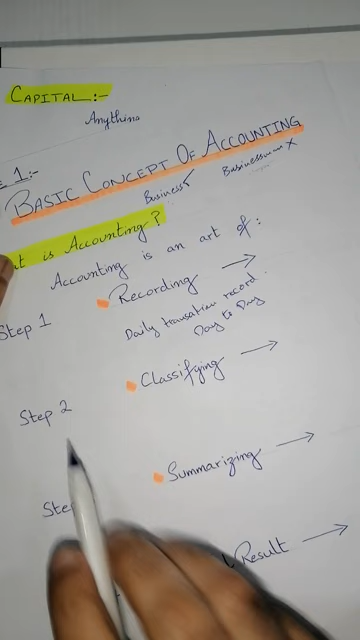 CAPITAL:-
Anything
1:-
BASIC CONCEPT OF ACCOUNTING
Business✓ Businessman X
is Accounting?
Accounting is an art of:
Recording →
Step 1
Daily transation record.
Day to Day
Classifying →
Step 2
Summarizing →
Result →